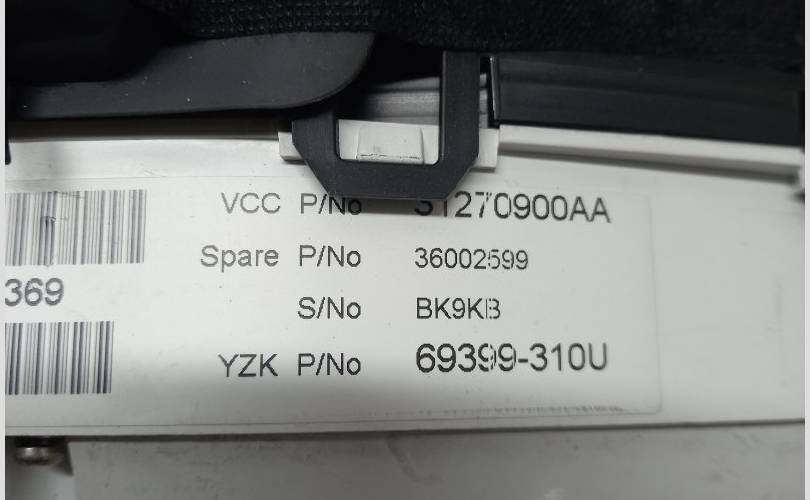 VCC P/No 31270900AA
Spare P/No 36002599
369
S/No BK9KB
YZK P/No 69399-310U